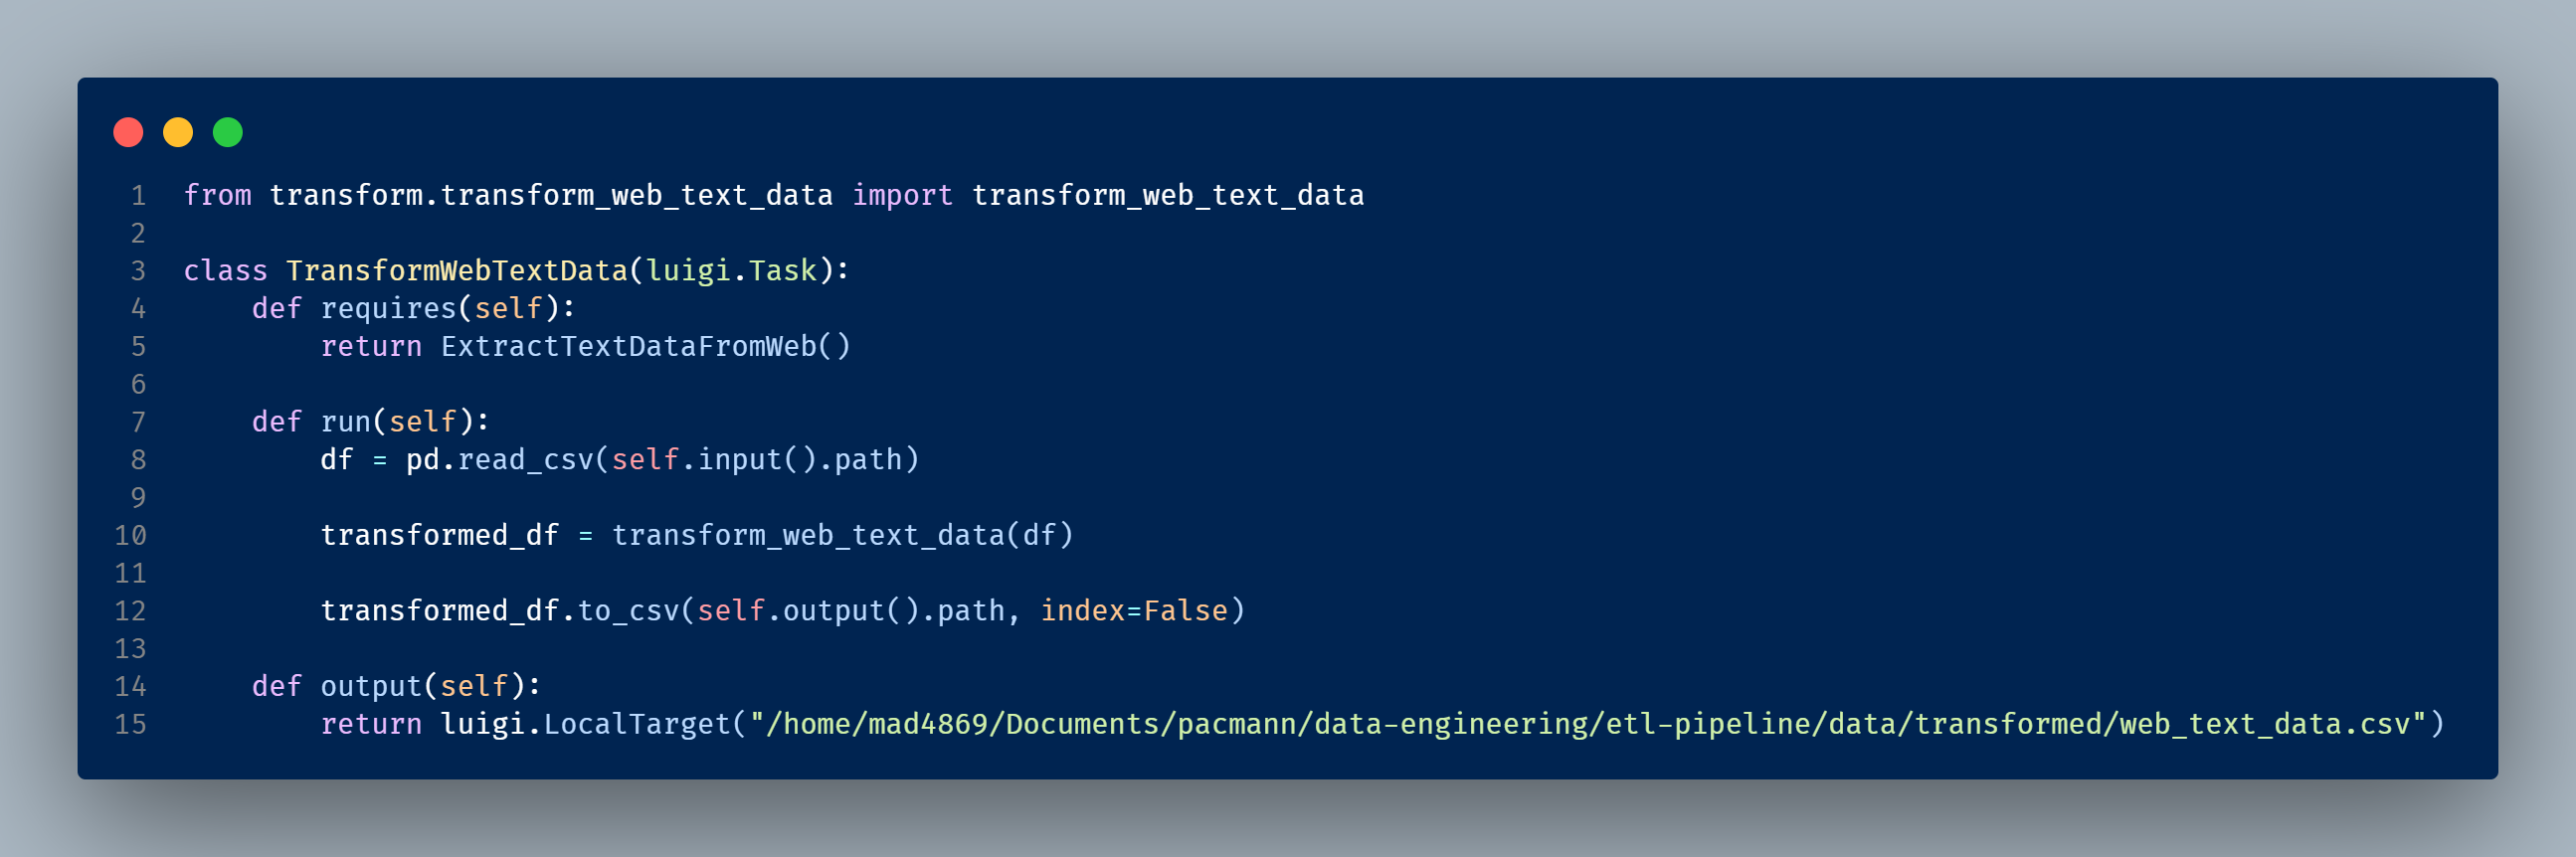 1 from transform.transform_web_text_data import transform_web_text_data
2
3 class TransformWebTextData(luigi.Task):
4     def requires(self):
5         return ExtractTextDataFromWeb()
6
7     def run(self):
8         df = pd.read_csv(self.input().path)
9
10         transformed_df = transform_web_text_data(df)
11
12         transformed_df.to_csv(self.output().path, index=False)
13
14     def output(self):
15         return luigi.LocalTarget("/home/mad4869/Documents/pacmann/data-engineering/etl-pipeline/data/transformed/web_text_data.csv")